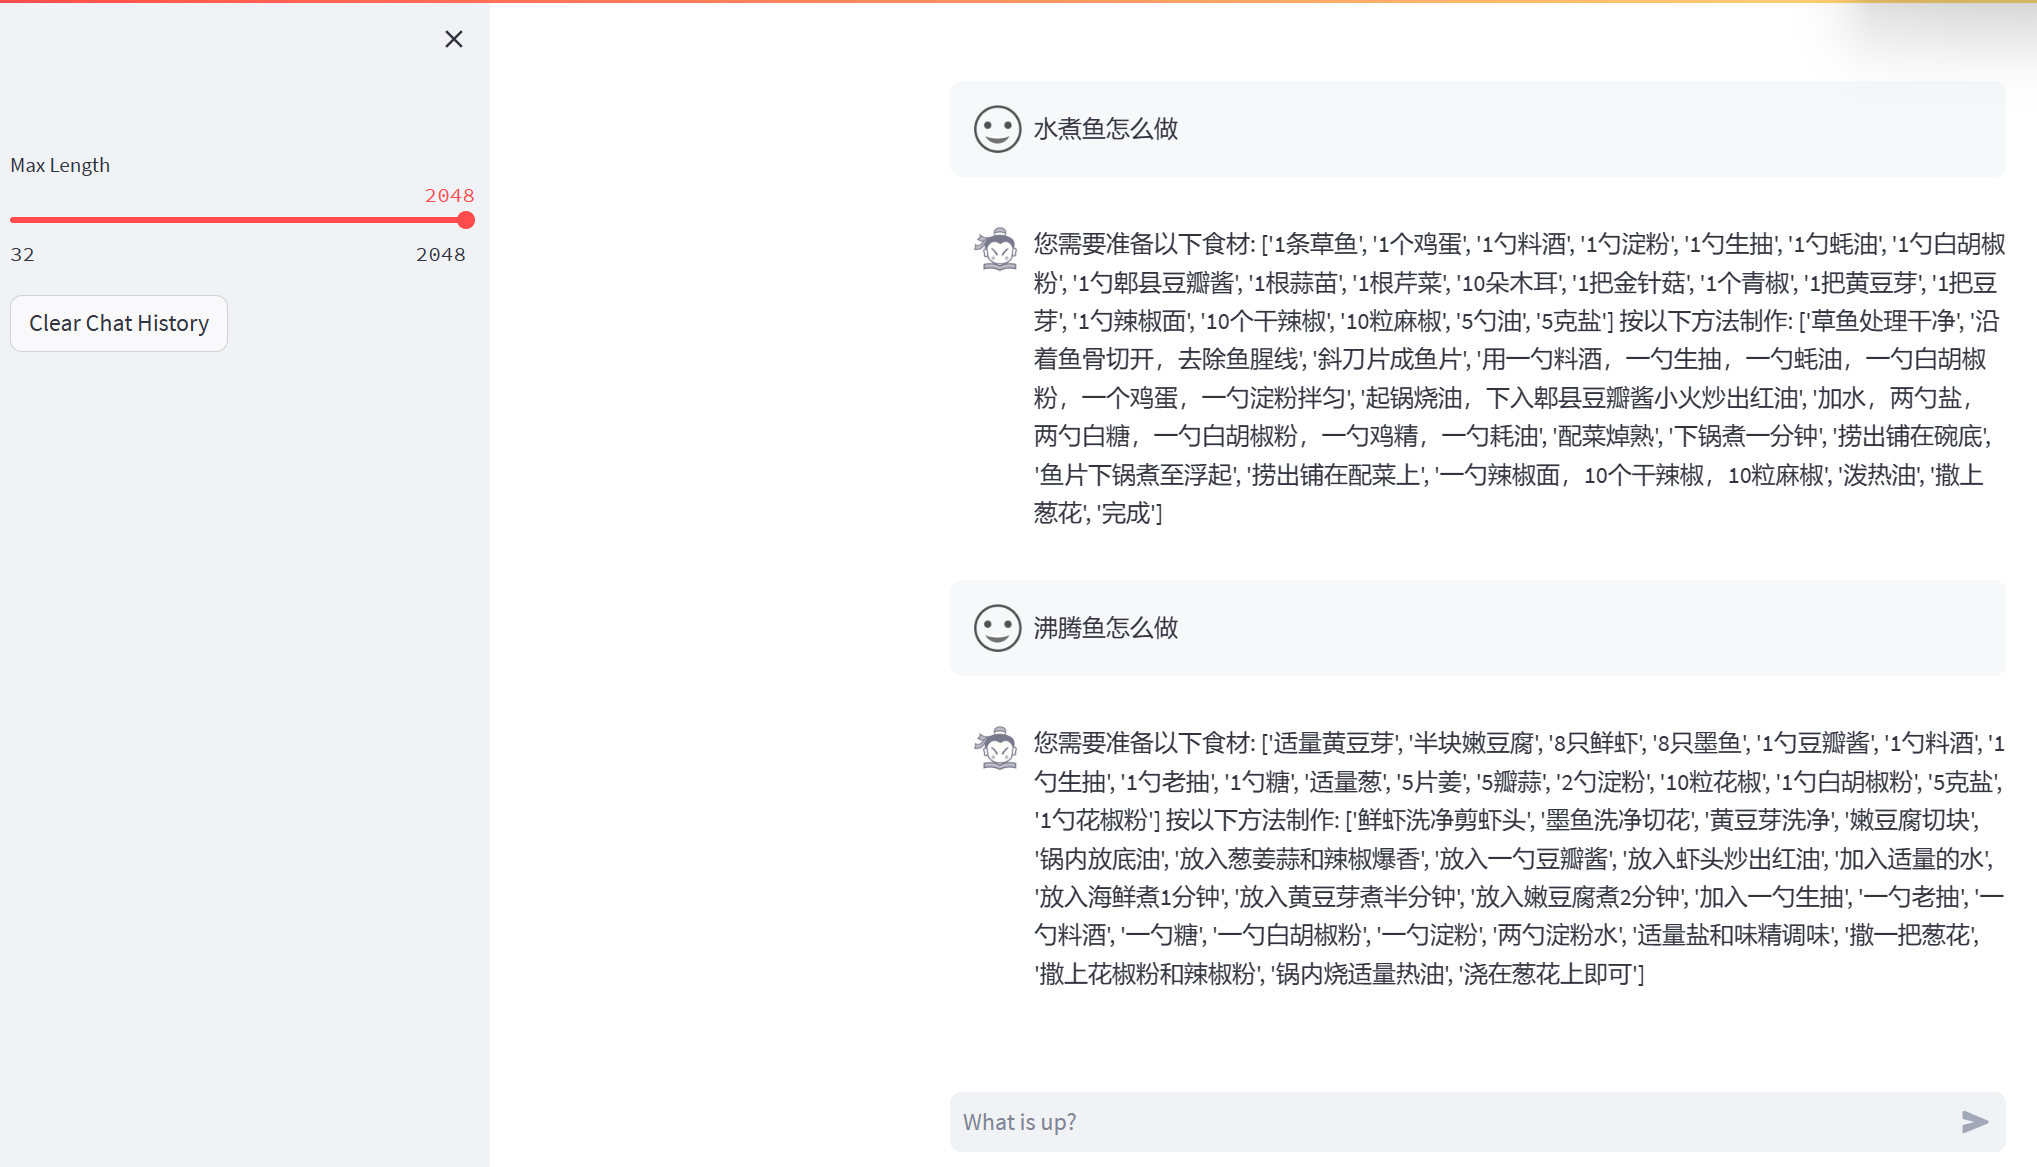 Max Length
2048
32
2048
Clear Chat History
水煮鱼怎么做
您需要准备以下食材: ['1条草鱼', '1个鸡蛋', '1勺料酒', '1勺淀粉', '1勺生抽', '1勺蚝油', '1勺白胡椒
粉', '1勺郫县豆瓣酱', '1根蒜苗', '1根芹菜', '10朵木耳', '1把金针菇', '1个青椒', '1把黄豆芽', '1把豆
芽', '1勺辣椒面', '10个干辣椒', '10粒麻椒', '5勺油', '5克盐'] 按以下方法制作: ['草鱼处理干净', '沿
着鱼骨切开，去除鱼腥线', '斜刀片成鱼片', '用一勺料酒，一勺生抽，一勺蚝油，一勺白胡椒
粉，一个鸡蛋，一勺淀粉拌匀', '起锅烧油，下入郫县豆瓣酱小火炒出红油', '加水，两勺盐，
两勺白糖，一勺白胡椒粉，一勺鸡精，一勺耗油', '配菜焯熟', '下锅煮一分钟', '捞出铺在碗底',
'鱼片下锅煮至浮起', '捞出铺在配菜上', '一勺辣椒面，10个干辣椒，10粒麻椒', '泼热油', '撒上
葱花', '完成']
沸腾鱼怎么做
您需要准备以下食材: ['适量黄豆芽', '半块嫩豆腐', '8只鲜虾', '8只墨鱼', '1勺豆瓣酱', '1勺料酒', '1
勺生抽', '1勺老抽', '1勺糖', '适量葱', '5片姜', '5瓣蒜', '2勺淀粉', '10粒花椒', '1勺白胡椒粉', '5克盐',
'1勺花椒粉'] 按以下方法制作: ['鲜虾洗净剪虾头', '墨鱼洗净切花', '黄豆芽洗净', '嫩豆腐切块',
'锅内放底油', '放入葱姜蒜和辣椒爆香', '放入一勺豆瓣酱', '放入虾头炒出红油', '加入适量的水',
'放入海鲜煮1分钟', '放入黄豆芽煮半分钟', '放入嫩豆腐煮2分钟', '加入一勺生抽', '一勺老抽', '一
勺料酒', '一勺糖', '一勺白胡椒粉', '一勺淀粉', '两勺淀粉水', '适量盐和味精调味', '撒一把葱花',
'撒上花椒粉和辣椒粉', '锅内烧适量热油', '浇在葱花上即可']
What is up?